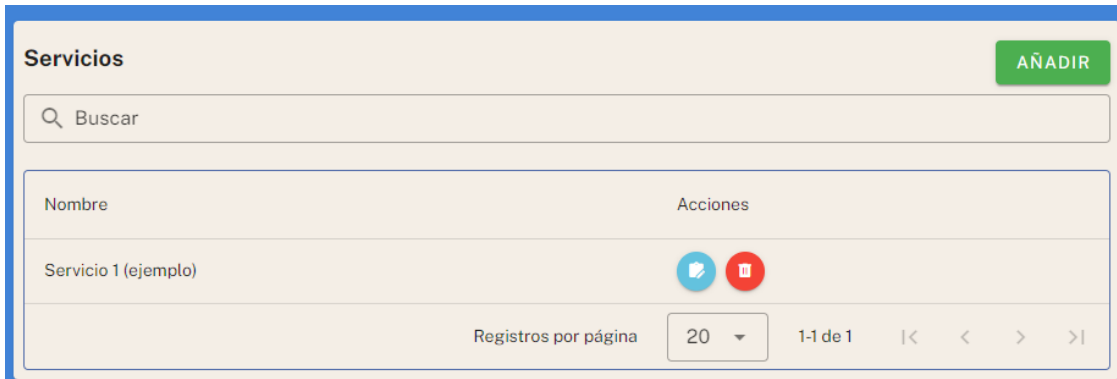 Servicios
AÑADIR
Buscar
Nombre Acciones
Servicio 1 (ejemplo)
Registros por página 20 1-1 de 1